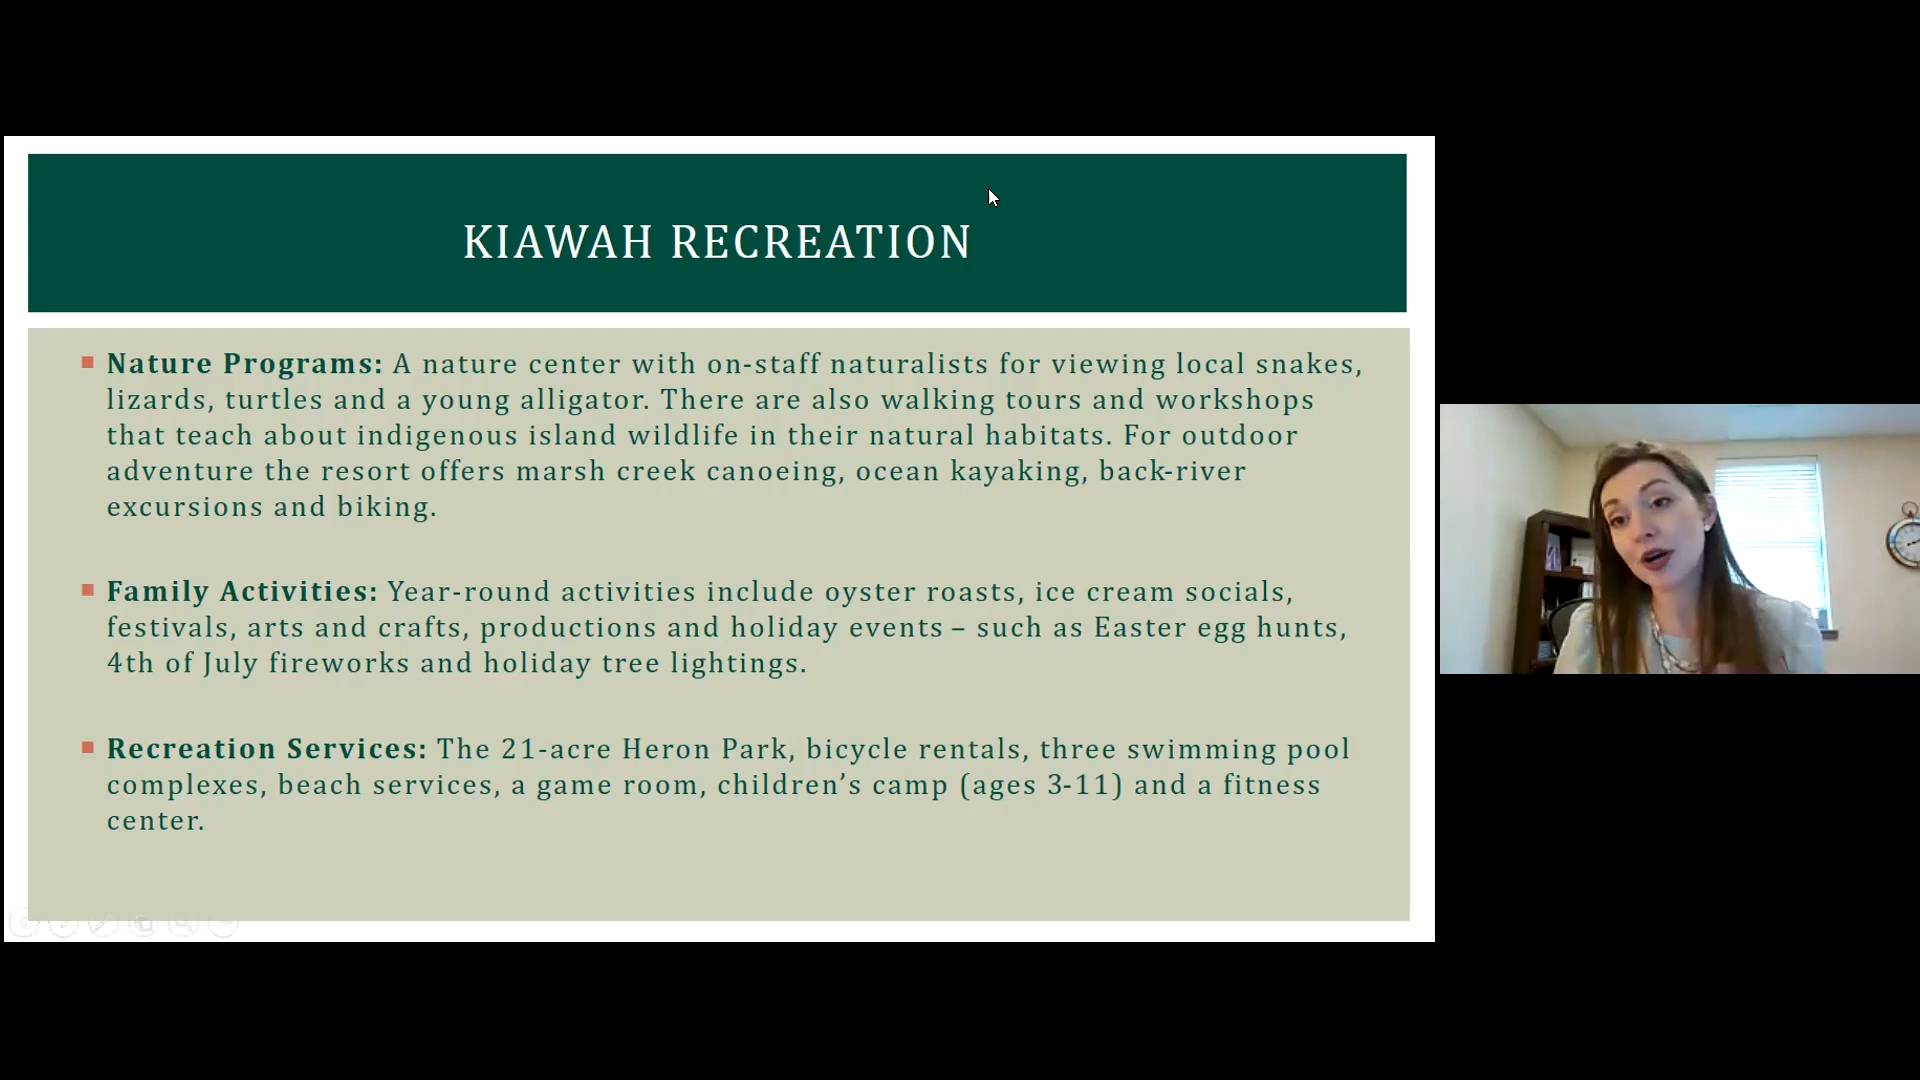 KIAWAH RECREATION
Nature Programs: A nature center with on-staff naturalists for viewing local snakes,
lizards, turtles and a young alligator. There are also walking tours and workshops
that teach about indigenous island wildlife in their natural habitats. For outdoor
adventure the resort offers marsh creek canoeing, ocean kayaking, back-river
excursions and biking.
Family Activities: Year-round activities include oyster roasts, ice cream socials,
festivals, arts and crafts, productions and holiday events – such as Easter egg hunts,
4th of July fireworks and holiday tree lightings.
Recreation Services: The 21-acre Heron Park, bicycle rentals, three swimming pool
complexes, beach services, a game room, children’s camp (ages 3-11) and a fitness
center.